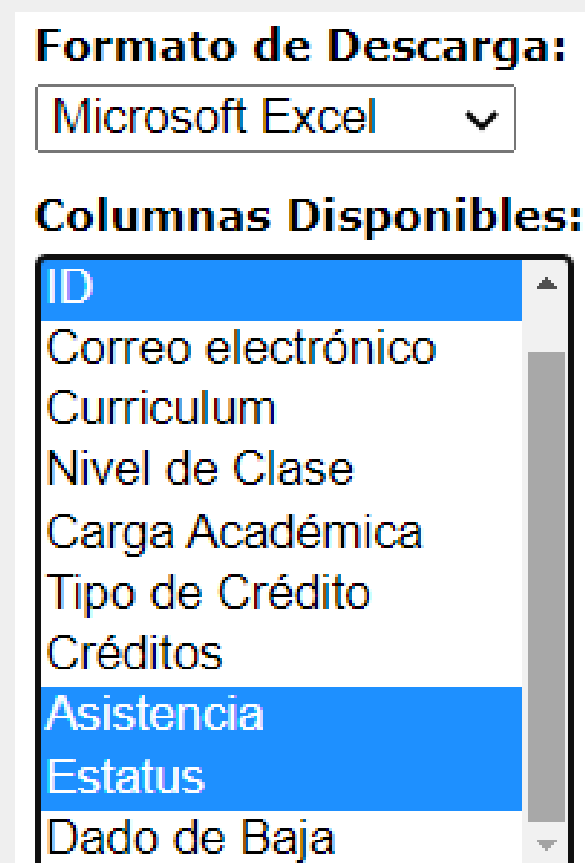 Formato de Descarga:
Microsoft Excel
Columnas Disponibles:
ID
Correo electrónico
Curriculum
Nivel de Clase
Carga Académica
Tipo de Crédito
Créditos
Asistencia
Estatus
Dado de Baja